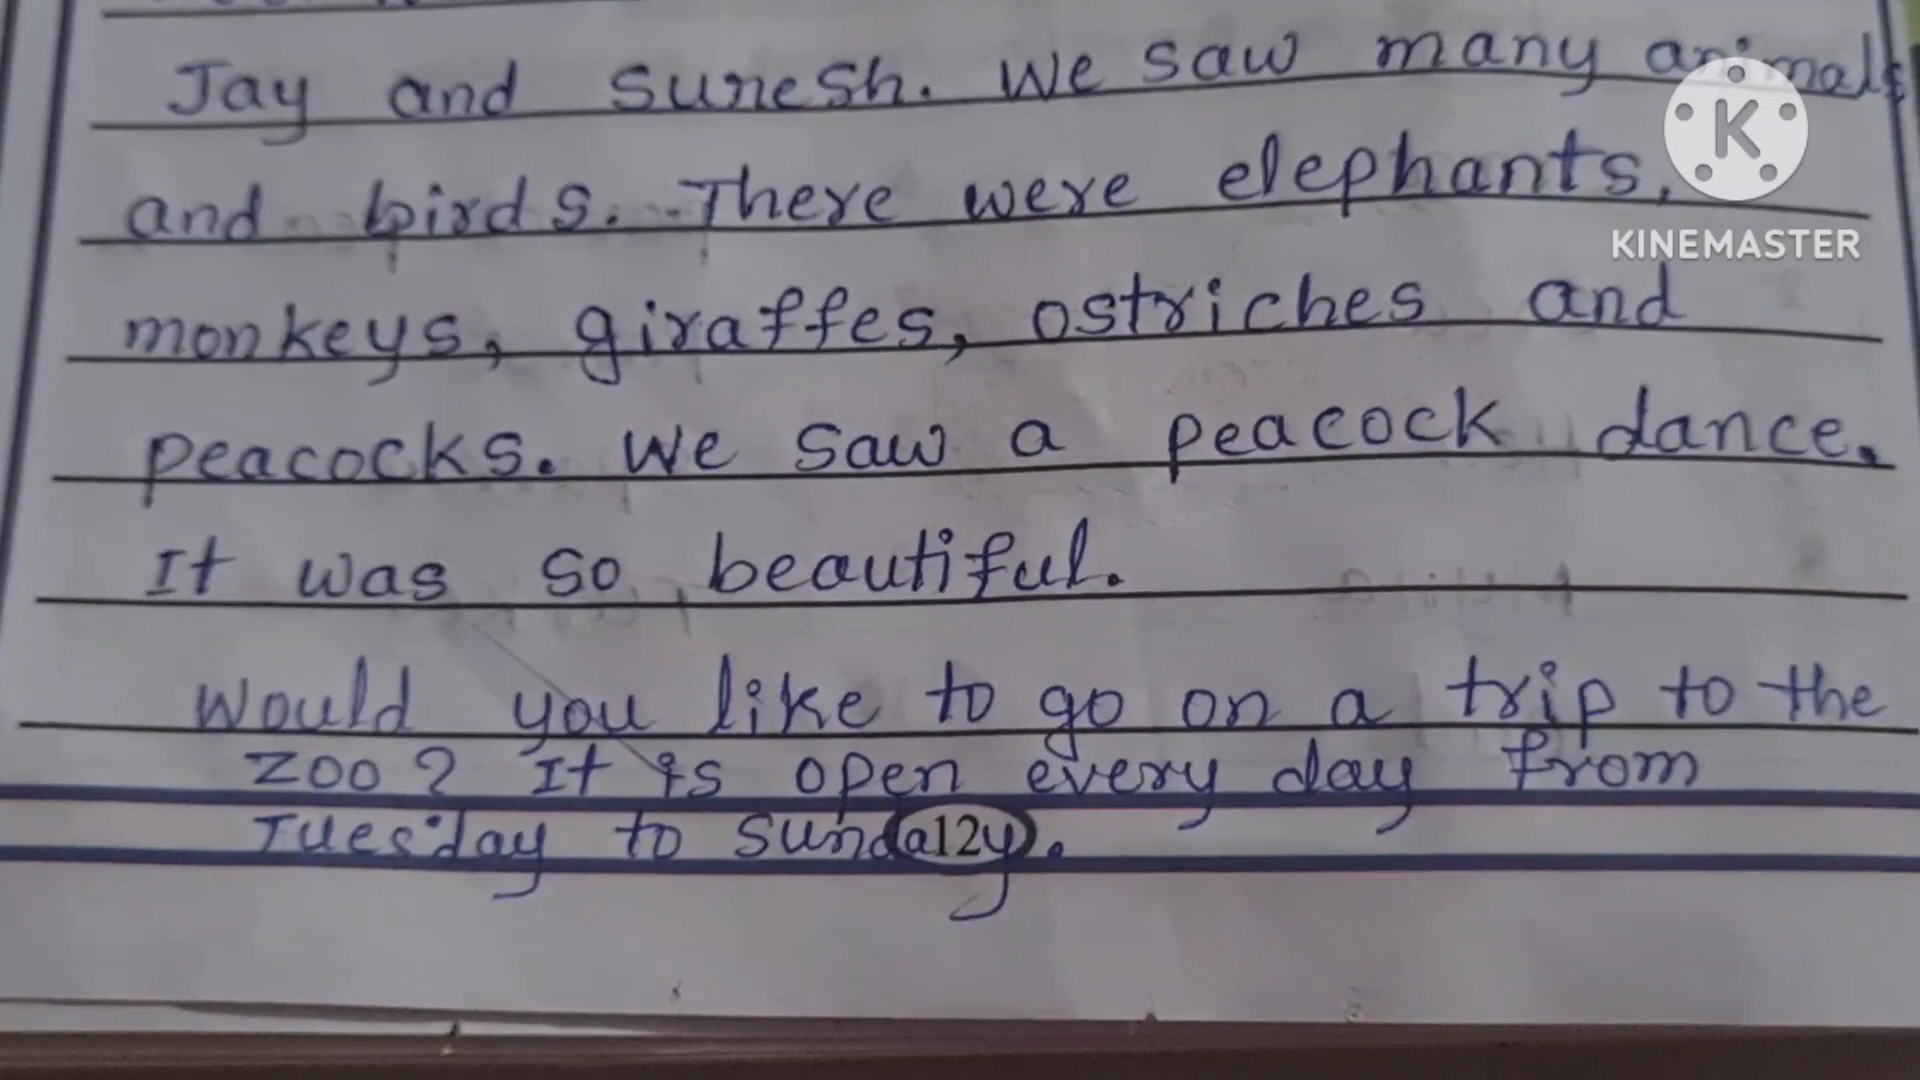 Jay and Suresh. We saw many animals
and birds. There were elephants,
K
KINEMASTER
monkeys, giraffes, ostriches and
peacocks. We saw a peacock dance.
It was so beautiful.
Would you like to go on a trip to the
zoo? It is open every day from
Tuesday to Sunda12y.